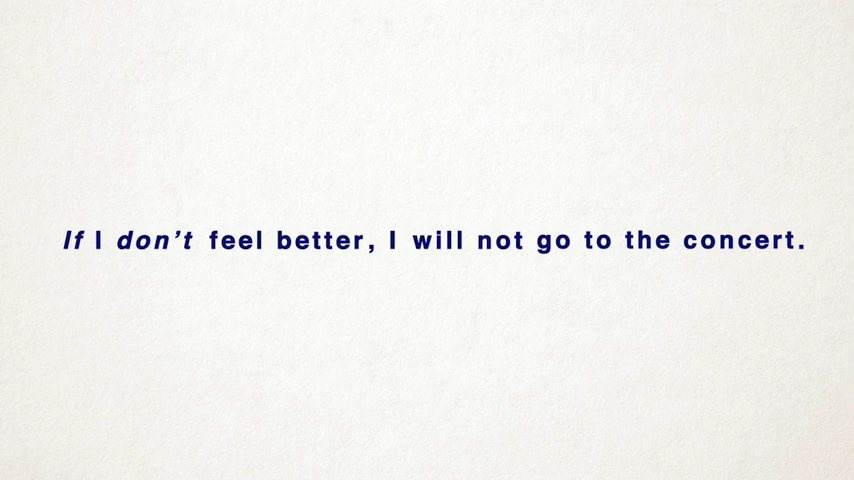 If I don’t feel better, I will not go to the concert.